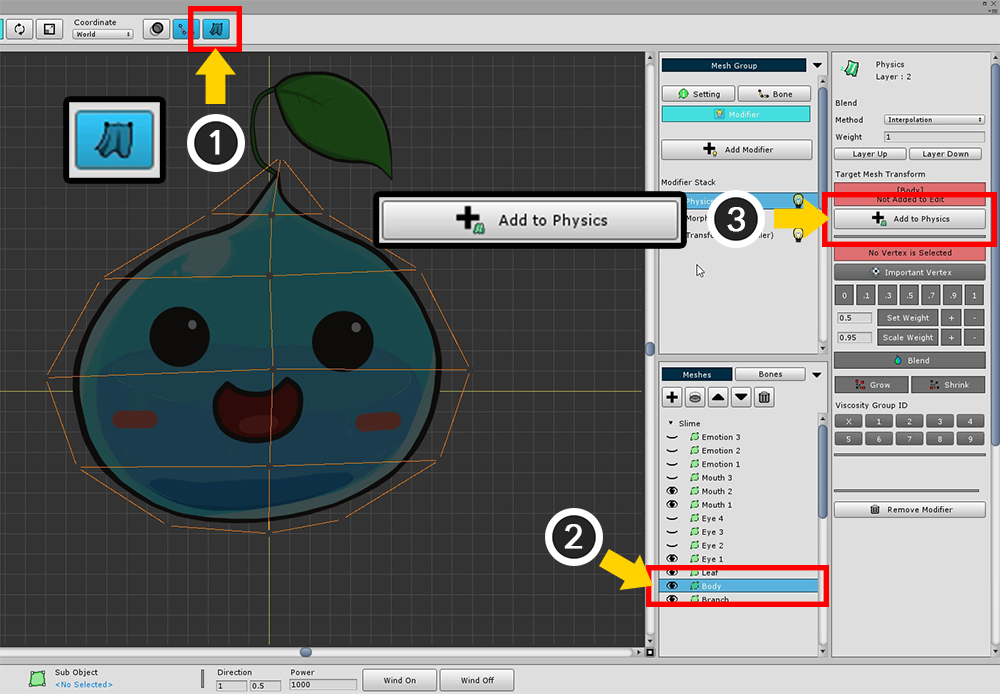 Coordinate
World
1
Add to Physics
3
2
Mesh Group
Setting
Bone
Modifier
Add Modifier
Modifier Stack
Physics
Morph
Transf
er)
Meshes
Bones
Slime
Emotion 3
Emotion 2
Emotion 1
Mouth 3
Mouth 2
Mouth 1
Eye 4
Eye 3
Eye 2
Eye 1
Leaf
Body
Branch
Physics
Layer : 2
Blend
Method
Interpolation
Weight
1
Layer Up
Layer Down
Target Mesh Transform
[Body]
Not Added to Edit
Add to Physics
No Vertex is Selected
Important Vertex
0 .1 .3 .5 .7 .9 1
0.5 Set Weight + -
0.95 Scale Weight + -
Blend
Grow
Shrink
Viscosity Group ID
X 1 2 3 4
5 6 7 8 9
Remove Modifier
Sub Object
<No Selected>
Direction
1 0.5
Power
1000
Wind On
Wind Off